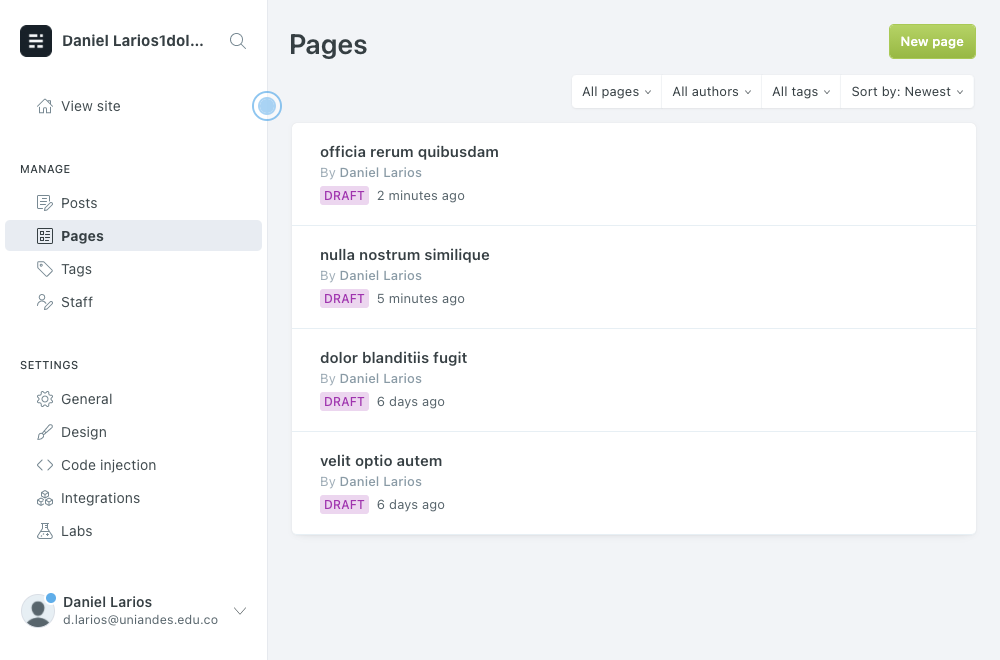 Daniel Larios1dol...
View site
MANAGE
Posts
Pages
Tags
Staff
SETTINGS
General
Design
Code injection
Integrations
Labs
Daniel Larios
d.larios@uniandes.edu.co
Pages
New page
All pages
All authors
All tags
Sort by: Newest
officia rerum quibusdam
By Daniel Larios
DRAFT 2 minutes ago
nulla nostrum similique
By Daniel Larios
DRAFT 5 minutes ago
dolor blanditiis fugit
By Daniel Larios
DRAFT 6 days ago
velit optio autem
By Daniel Larios
DRAFT 6 days ago